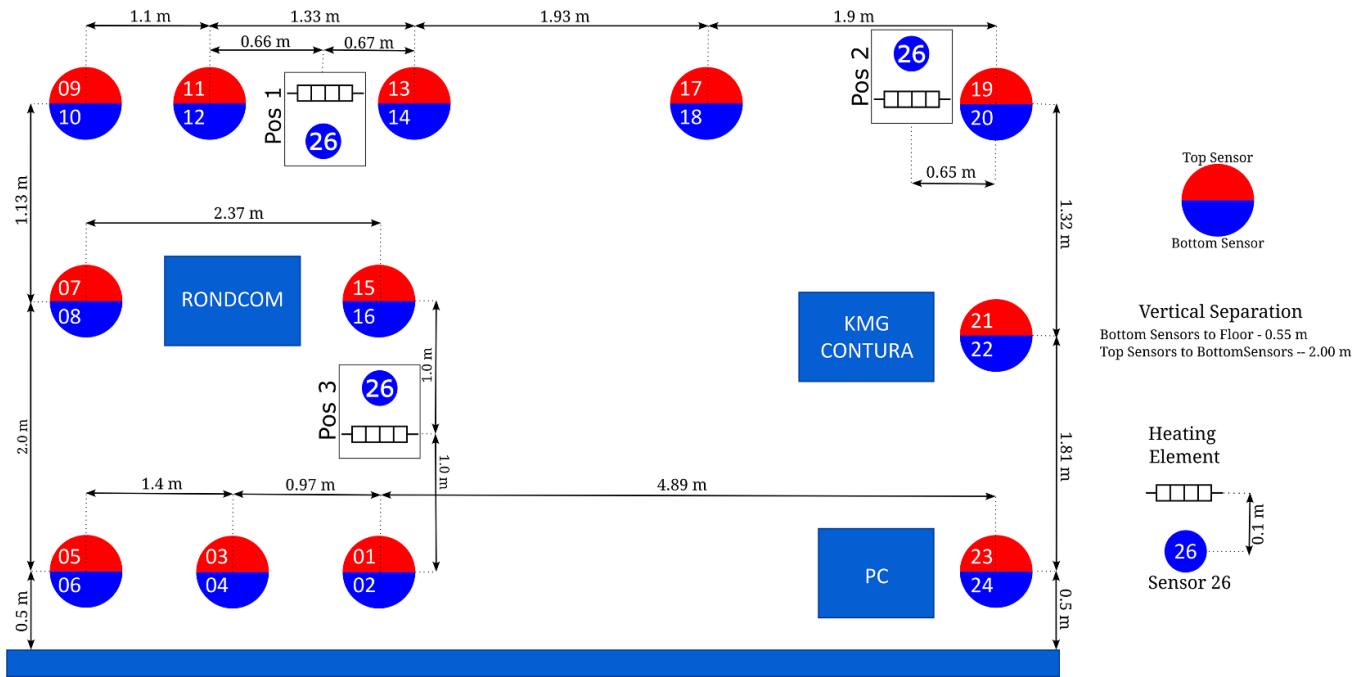 1.1 m
1.33 m
1.93 m
1.9 m
0.66 m
0.67 m
09
10
11
12
Pos 1
26
13
14
17
18
Pos 2
26
19
20
0.65 m
1.13 m
2.37 m
1.32 m
Top Sensor
Bottom Sensor
07
08
RONDCOM
15
16
KMG
CONTURA
21
22
Vertical Separation
Bottom Sensors to Floor - 0.55 m
Top Sensors to BottomSensors -- 2.00 m
1.0 m
Pos 3
26
2.0 m
1.0 m
1.81 m
Heating
Element
0.1 m
26
Sensor 26
1.4 m
0.97 m
4.89 m
05
06
03
04
01
02
PC
23
24
0.5 m
0.5 m